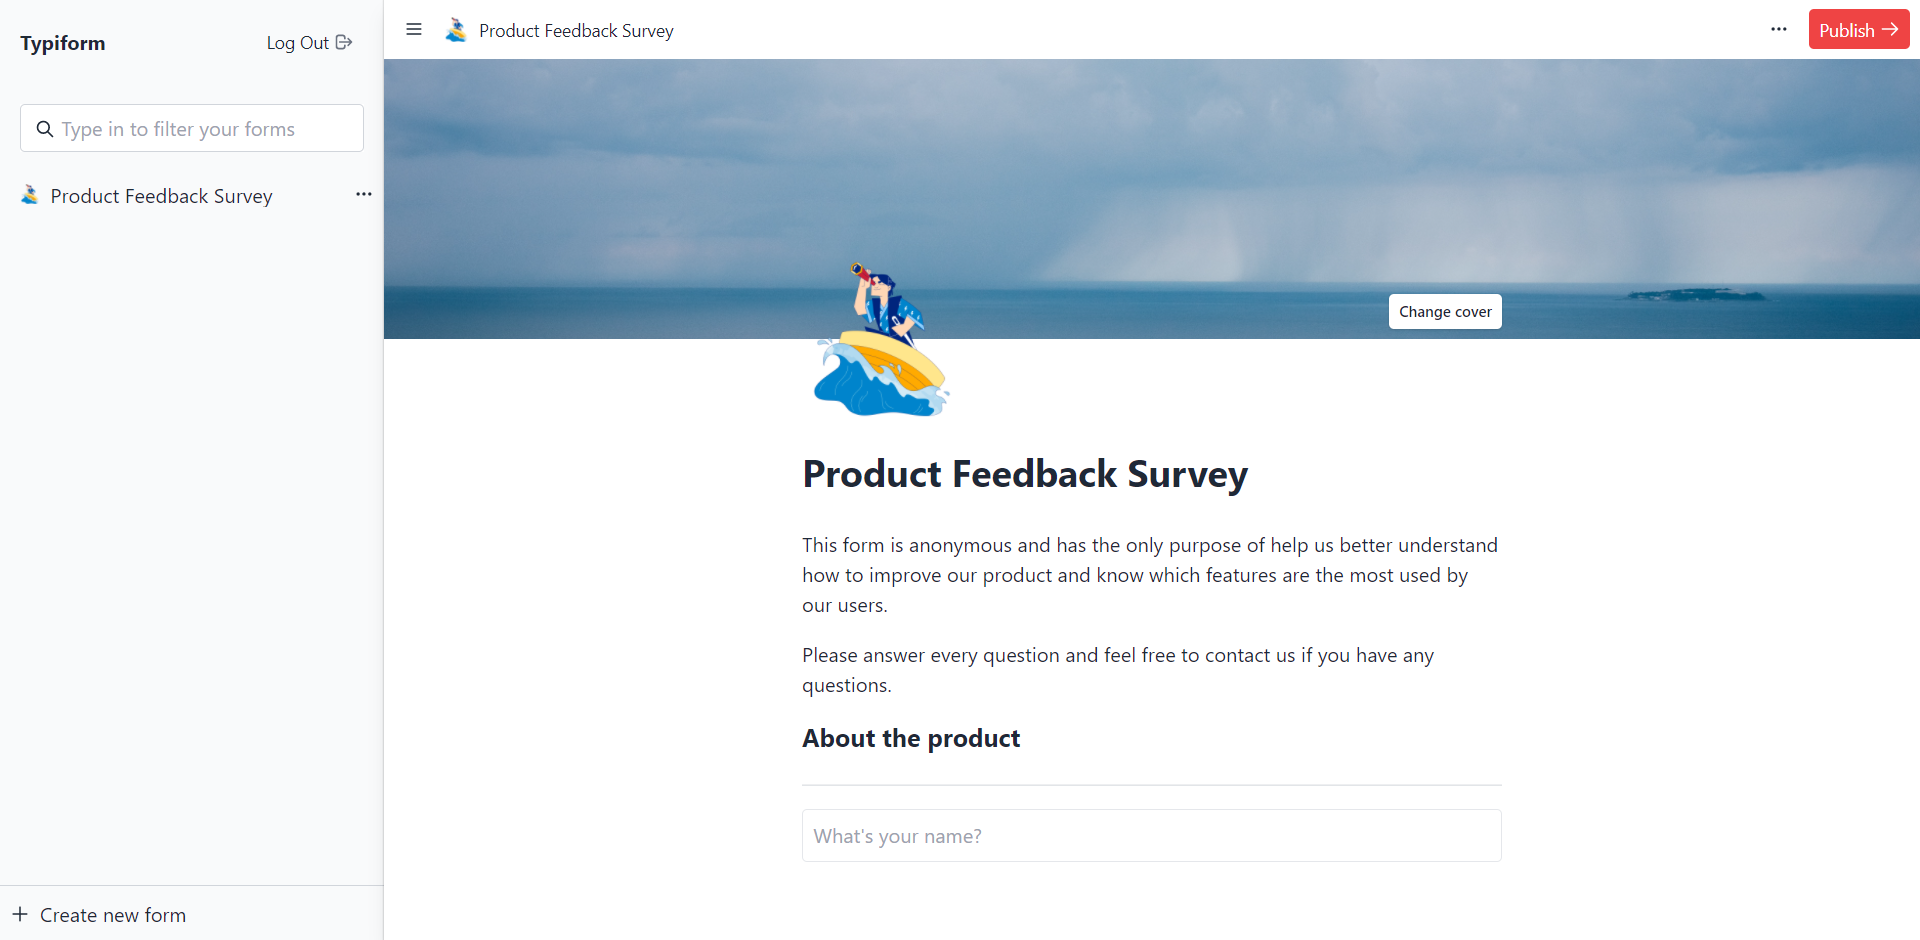 Typiform
Log Out
Type in to filter your forms
Product Feedback Survey
Create new form
Product Feedback Survey
Publish
Change cover
Product Feedback Survey
This form is anonymous and has the only purpose of help us better understand
how to improve our product and know which features are the most used by
our users.
Please answer every question and feel free to contact us if you have any
questions.
About the product
What's your name?